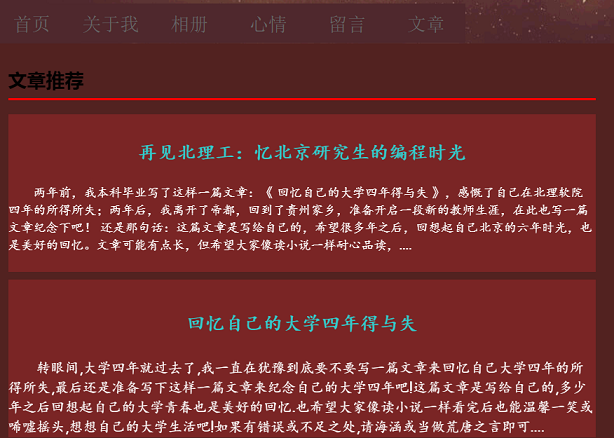 首页 关于我 相册 心情 留言 文章
文章推荐
再见北理工：忆北京研究生的编程时光
两年前，我本科毕业写了这样一篇文章：《 回忆自己的大学四年得与失 》，感慨了自己在北理软院
四年的所得所失；两年后，我离开了帝都，回到了贵州家乡，准备开启一段新的教师生涯，在此也写一篇
文章纪念下吧！ 还是那句话：这篇文章是写给自己的，希望很多年之后，回想起自己北京的六年时光，也
是美好的回忆。文章可能有点长，但希望大家像读小说一样耐心品读，....
回忆自己的大学四年得与失
转眼间,大学四年就过去了,我一直在犹豫到底要不要写一篇文章来回忆自己大学四年的所
得所失,最后还是准备写下这样一篇文章来纪念自己的大学四年吧!这篇文章是写给自己的,多少
年之后回想起自己的大学青春也是美好的回忆.也希望大家像读小说一样看完后也能温馨一笑或
唏嘘摇头,想想自己的大学生活吧!如果有错误或不足之处,请海涵或当做荒唐之言即可....